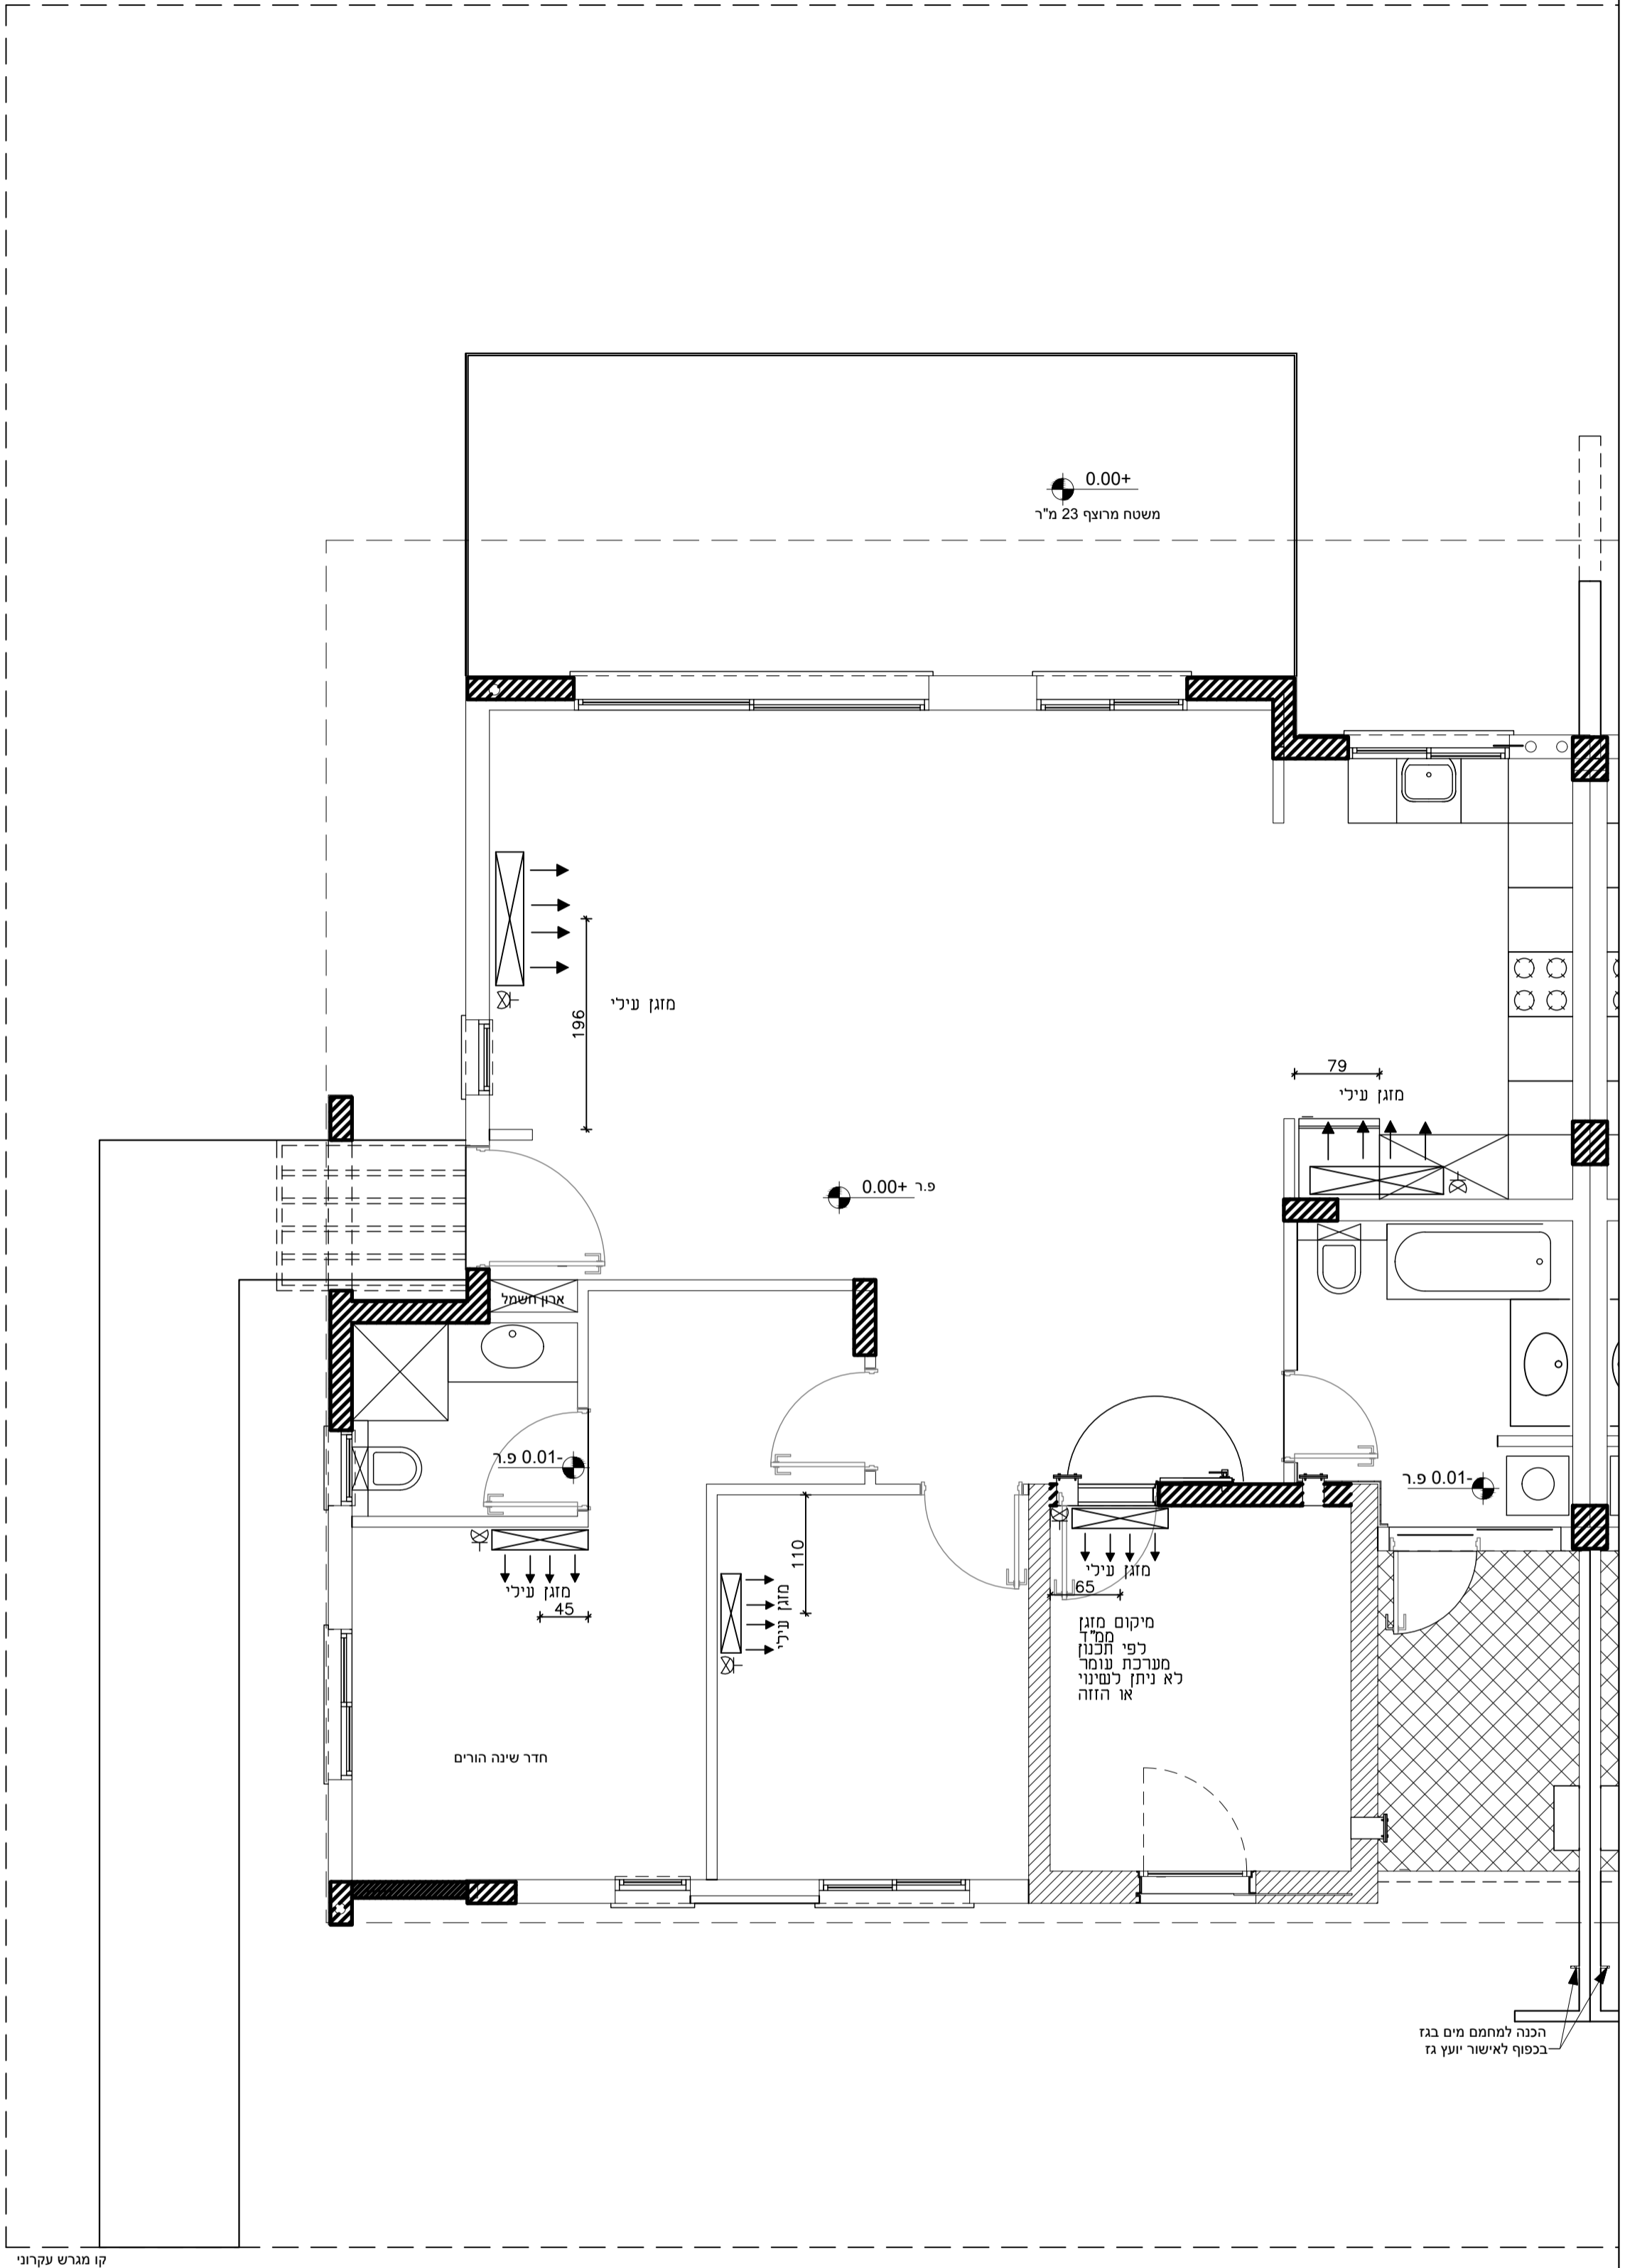 0.00+
משטח מרוצף 23 מ"ר
196
מזגן עילי
79
מזגן עילי
0.00+ פ.ר
ארון חשמל
-0.01 פ.ר
-0.01 פ.ר
מזגן עילי
45
110
מזגן עילי
מזגן עילי
65
מיקום מזגן
ממ"ד
לפי תכנון
מערכת עומר
לא ניתן לשינוי
או הזזה
חדר שינה הורים
הכנה למחמם מים בגז
בכפוף לאישור יועץ גז
קו מגרש עקרוני